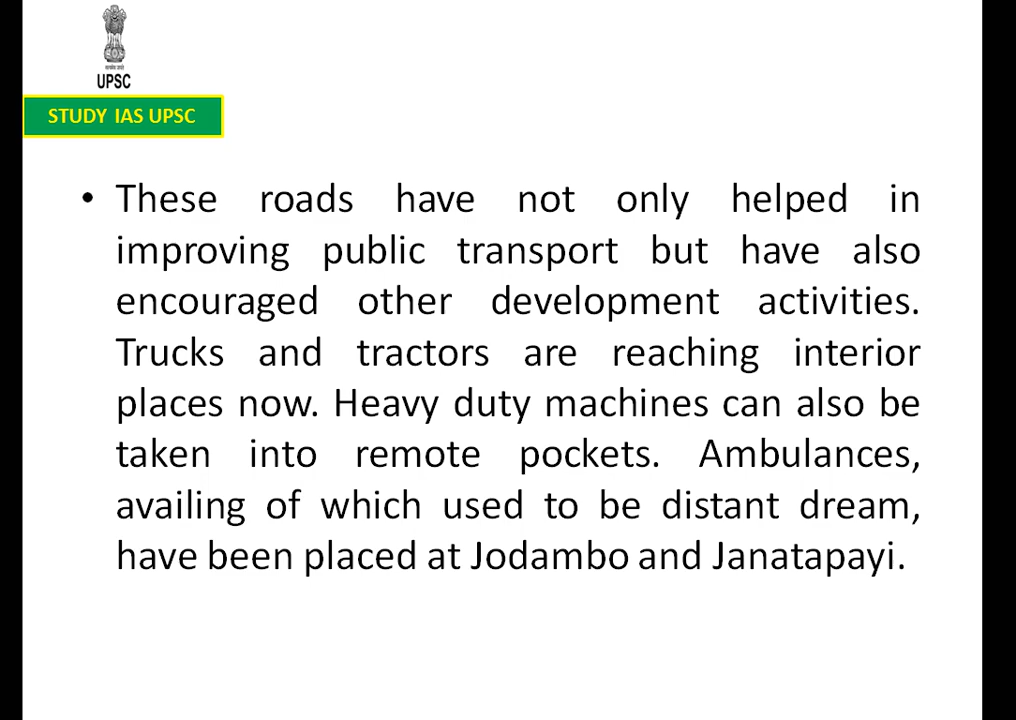 UPSC
STUDY IAS UPSC
• These roads have not only helped in
improving public transport but have also
encouraged other development activities.
Trucks and tractors are reaching interior
places now. Heavy duty machines can also be
taken into remote pockets. Ambulances,
availing of which used to be distant dream,
have been placed at Jodambo and Janatapayi.